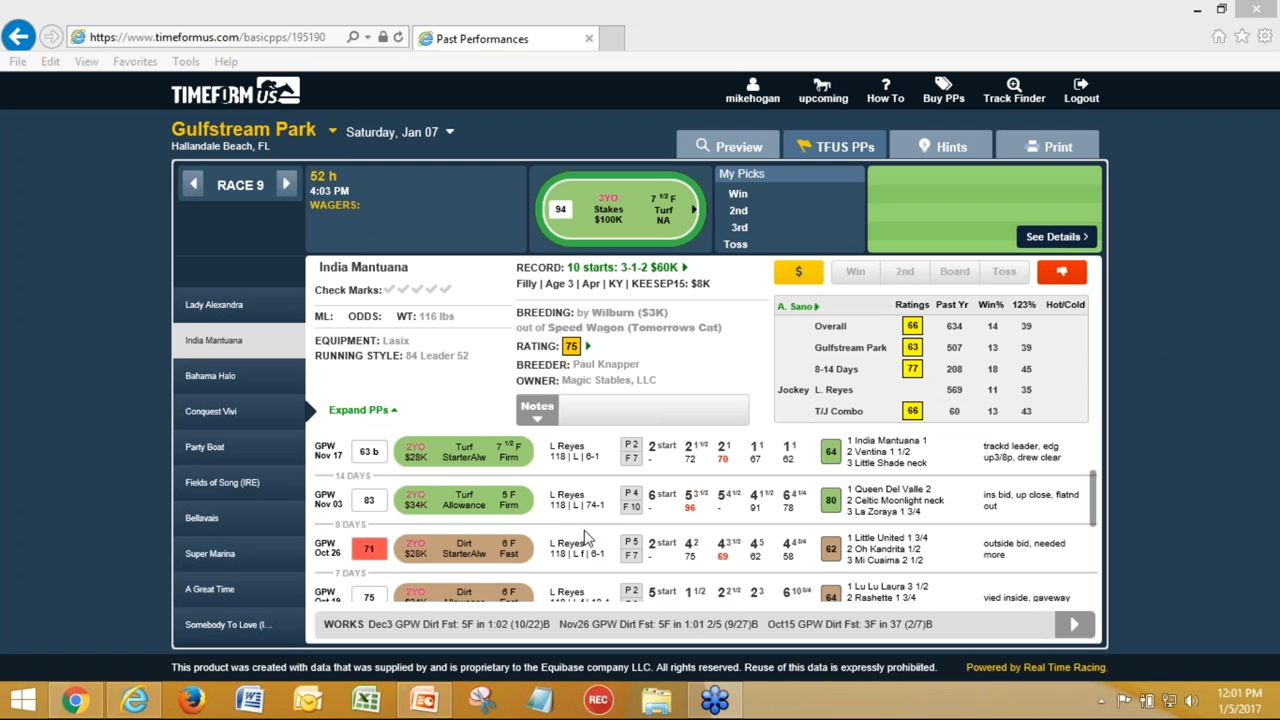 https://www.timeformus.com/basicpps/195190
Past Performances
File Edit View Favorites Tools Help
TIMEFORM US
mikehogan upcoming How To Buy PPs Track Finder Logout
Gulfstream Park Saturday, Jan 07
Hallandale Beach, FL
Preview TFUS PPs Hints Print
RACE 9
52 h
4:03 PM
WAGERS:
94
3YO
Stakes
$100K
7 1/2 F
Turf
NA
My Picks
Win
2nd
3rd
Toss
See Details >
Lady Alexandra
India Mantuana
Bahama Halo
Conquest Vivi
Party Boat
Fields of Song (IRE)
Bellavais
Super Marina
A Great Time
Somebody To Love (I...
India Mantuana
Check Marks:
ML: ODDS: WT: 116 lbs
EQUIPMENT: Lasix
RUNNING STYLE: 84 Leader 52
Expand PPs
RECORD: 10 starts: 3-1-2 $60K
Filly | Age 3 | Apr | KY | KEESEP15: $8K
BREEDING: by Wilburn ($3K)
out of Speed Wagon (Tomorrows Cat)
RATING: 75
BREEDER: Paul Knapper
OWNER: Magic Stables, LLC
Notes
$ Win 2nd Board Toss
A. Sano Ratings Past Yr Win% 123% Hot/Cold
Overall 66 634 14 39
Gulfstream Park 63 507 13 39
8-14 Days 77 208 18 45
Jockey L. Reyes 569 11 35
T/J Combo 66 60 13 43
GPW
Nov 17
63 b
2YO Turf 7 1/2 F
$28K StarterAlw Firm
L Reyes
118 | L | 6-1
P 2
F 7
2 start 2 1 1/2 2 1 1 1 1 1
- 72 70 67 62
64
1 India Mantuana 1
2 Ventina 1 1/2
3 Little Shade neck
trackd leader, edg
up3/8p, drew clear
14 DAYS
GPW
Nov 03
83
2YO Turf 5 F
$34K Allowance Firm
L Reyes
118 | L | 74-1
P 4
F 10
6 start 5 3 1/2 5 4 1/2 4 1 1/2 6 4 1/4
- 96 - 91 78
80
1 Queen Del Valle 2
2 Celtic Moonlight neck
3 La Zoraya 1 3/4
ins bid, up close, flatnd
out
8 DAYS
GPW
Oct 26
71
2YO Dirt 6 F
$28K StarterAlw Fast
L Reyes
118 | L f | 6-1
P 5
F 7
2 start 4 2 4 3 1/2 4 5 4 4 3/4
- 75 69 62 58
62
1 Little United 1 3/4
2 Oh Kandrita 1/2
3 Mi Cuaima 2 1/2
outside bid, needed
more
7 DAYS
GPW
75
2YO Dirt 6 F
L Reyes
P 2
5 start 1 1/2 2 2 1/2 2 3 6 10 3/4
64
1 Lu Lu Laura 3 1/2
2 Rashette 1 3/4
vied inside, gaveway
WORKS Dec3 GPW Dirt Fst: 5F in 1:02 (10/22)B Nov26 GPW Dirt Fst: 5F in 1:01 2/5 (9/27)B Oct15 GPW Dirt Fst: 3F in 37 (2/7)B
This product was created with data that was supplied by and is proprietary to the Equibase company LLC. All rights reserved. Reuse of this data is expressly prohibiited. Powered by Real Time Racing.
REC
12:01 PM
1/5/2017